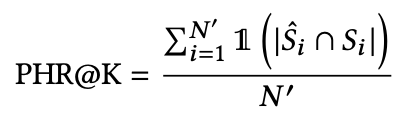 PHR@K = \frac{\sum_{i=1}^{N'} \mathbb{1}\left(|\hat{S}_i \cap S_i|\right)}{N'}